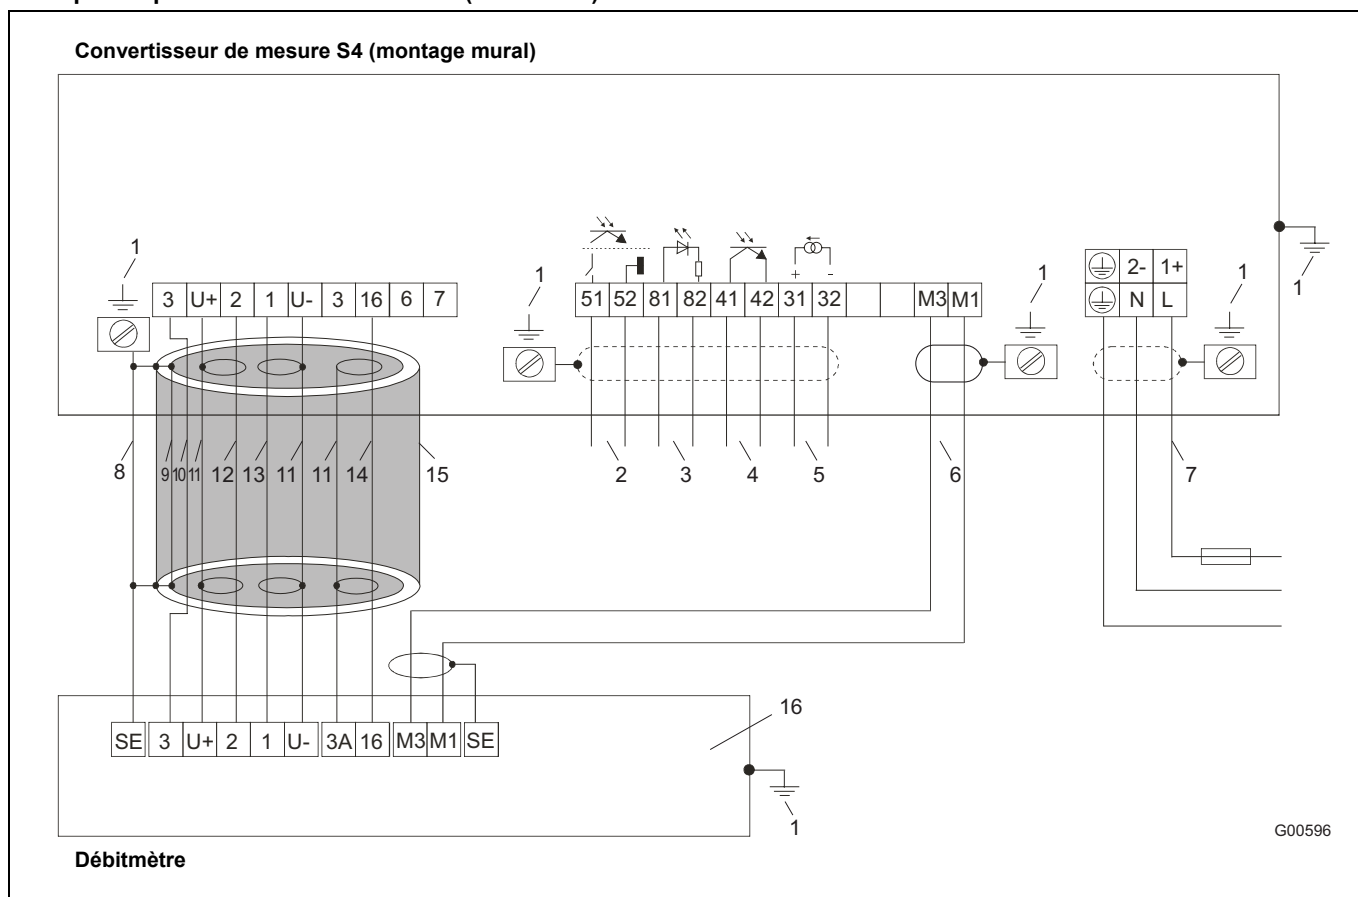 Convertisseur de mesure S4 (montage mural)
1
1
1
1
1
+ -
2- 1+
3 U+ 2 1 U- 3 16 6 7
51 52 81 82 41 42 31 32 M3 M1
N L
8 9 10 11 12 13 11 11 14 15
2 3 4 5 6 7
16
SE 3 U+ 2 1 U- 3A 16 M3 M1 SE
1
G00596
Débitmètre